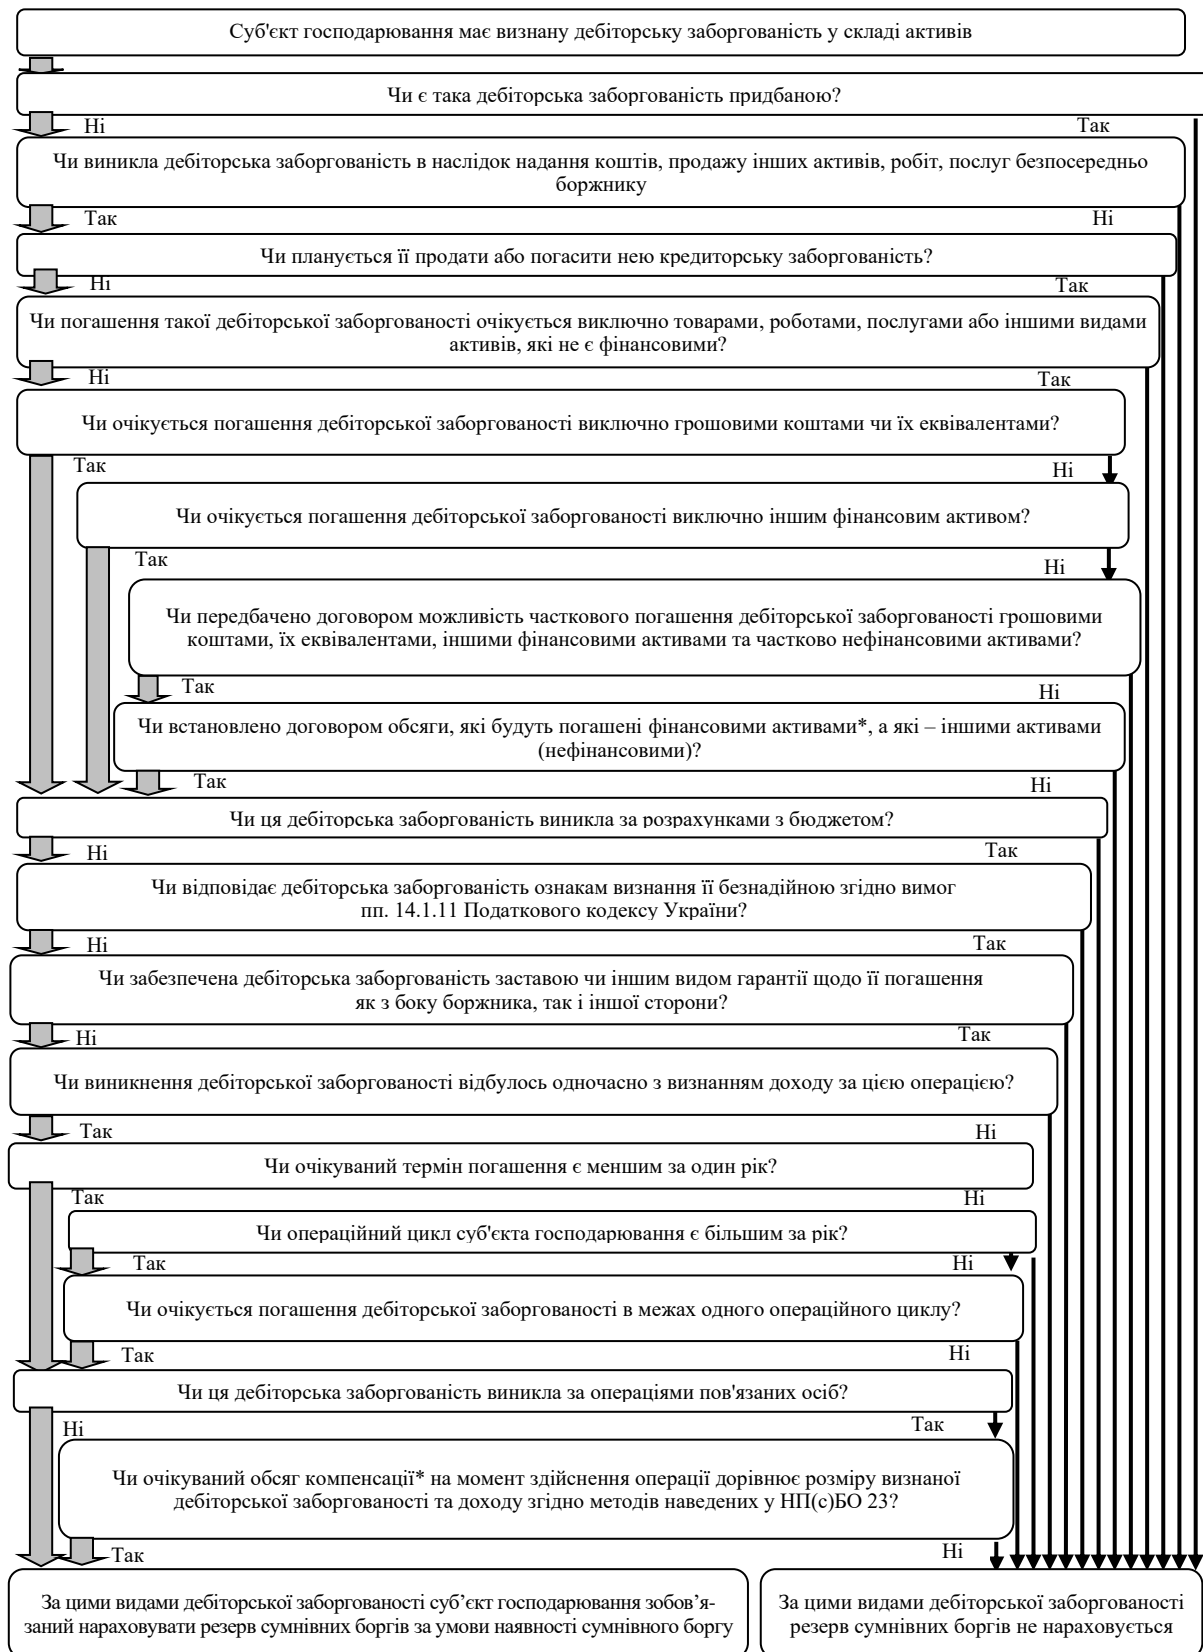 Суб'єкт господарювання має визнану дебіторську заборгованість у складі активів
Чи є така дебіторська заборгованість придбаною?
Ні
Так
Чи виникла дебіторська заборгованість в наслідок надання коштів, продажу інших активів, робіт, послуг безпосередньо
боржнику
Так
Ні
Чи планується її продати або погасити нею кредиторську заборгованість?
Ні
Так
Чи погашення такої дебіторської заборгованості очікується виключно товарами, роботами, послугами або іншими видами
активів, які не є фінансовими?
Ні
Так
Чи очікується погашення дебіторської заборгованості виключно грошовими коштами чи їх еквівалентами?
Так
Ні
Чи очікується погашення дебіторської заборгованості виключно іншим фінансовим активом?
Так
Ні
Чи передбачено договором можливість часткового погашення дебіторської заборгованості грошовими
коштами, їх еквівалентами, іншими фінансовими активами та частково нефінансовими активами?
Так
Ні
Чи встановлено договором обсяги, які будуть погашені фінансовими активами*, а які – іншими активами
(нефінансовими)?
Так
Ні
Чи ця дебіторська заборгованість виникла за розрахунками з бюджетом?
Ні
Так
Чи відповідає дебіторська заборгованість ознакам визнання її безнадійною згідно вимог
пп. 14.1.11 Податкового кодексу України?
Ні
Так
Чи забезпечена дебіторська заборгованість заставою чи іншим видом гарантії щодо її погашення
як з боку боржника, так і іншої сторони?
Ні
Так
Чи виникнення дебіторської заборгованості відбулось одночасно з визнанням доходу за цією операцією?
Так
Ні
Чи очікуваний термін погашення є меншим за один рік?
Так
Ні
Чи операційний цикл суб'єкта господарювання є більшим за рік?
Так
Ні
Чи очікується погашення дебіторської заборгованості в межах одного операційного циклу?
Так
Ні
Чи ця дебіторська заборгованість виникла за операціями пов'язаних осіб?
Ні
Так
Чи очікуваний обсяг компенсації* на момент здійснення операції дорівнює розміру визнаної
дебіторської заборгованості та доходу згідно методів наведених у НП(с)БО 23?
Так
Ні
За цими видами дебіторської заборгованості суб’єкт господарювання зобов’я-
заний нараховувати резерв сумнівних боргів за умови наявності сумнівного боргу
За цими видами дебіторської заборгованості
резерв сумнівних боргів не нараховується